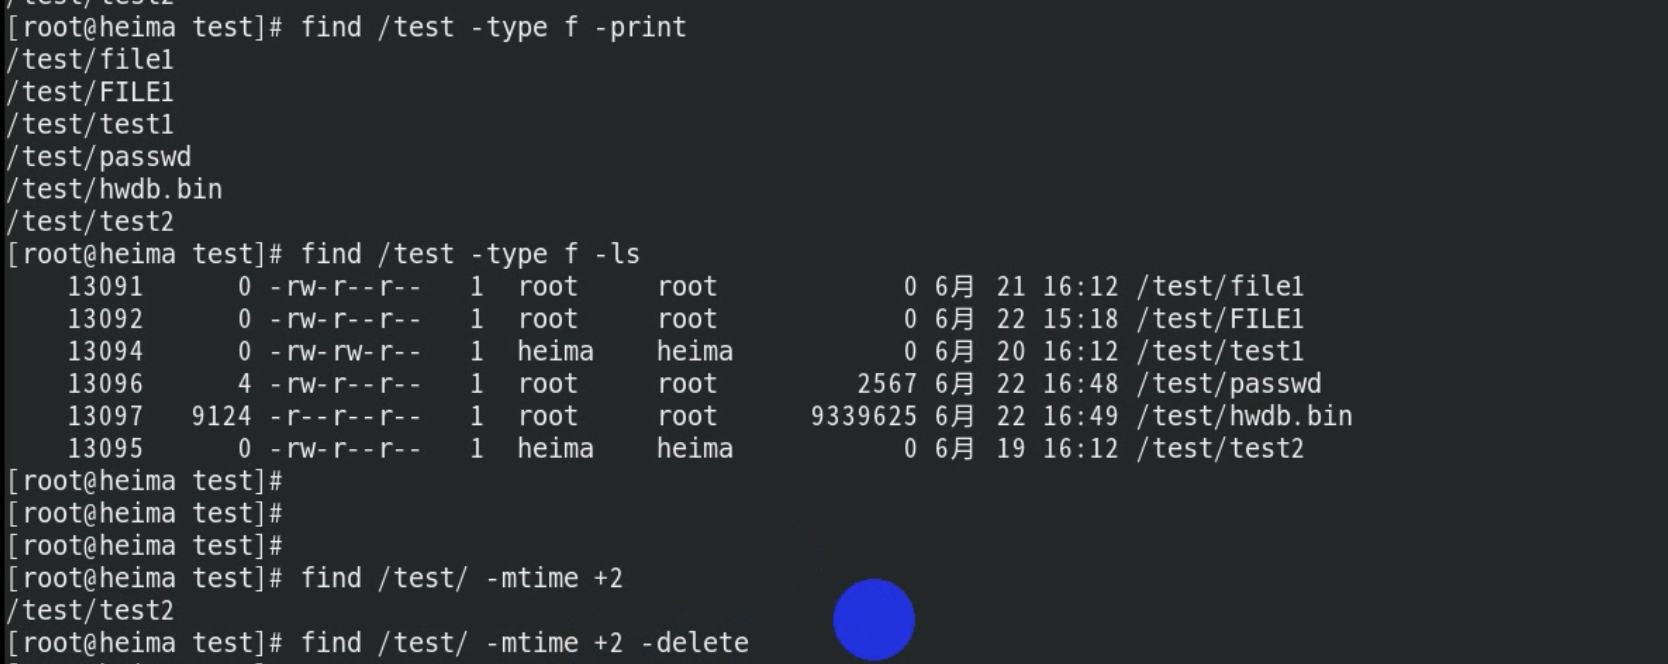 /test/test2
[root@heima test]# find /test -type f -print
/test/file1
/test/FILE1
/test/test1
/test/passwd
/test/hwdb.bin
/test/test2
[root@heima test]# find /test -type f -ls
13091 0 -rw-r--r-- 1 root root 0 6月 21 16:12 /test/file1
13092 0 -rw-r--r-- 1 root root 0 6月 22 15:18 /test/FILE1
13094 0 -rw-rw-r-- 1 heima heima 0 6月 20 16:12 /test/test1
13096 4 -rw-r--r-- 1 root root 2567 6月 22 16:48 /test/passwd
13097 9124 -r--r--r-- 1 root root 9339625 6月 22 16:49 /test/hwdb.bin
13095 0 -rw-r--r-- 1 heima heima 0 6月 19 16:12 /test/test2
[root@heima test]#
[root@heima test]#
[root@heima test]#
[root@heima test]# find /test/ -mtime +2
/test/test2
[root@heima test]# find /test/ -mtime +2 -delete